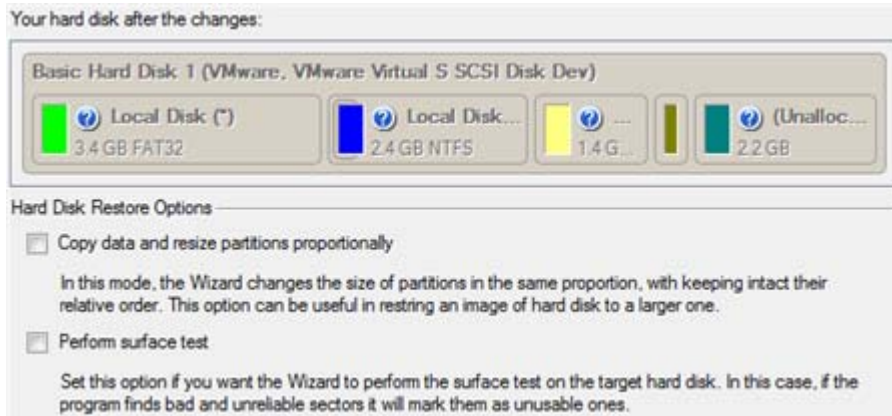 Your hard disk after the changes:
Basic Hard Disk 1 (VMware, VMware Virtual S SCSI Disk Dev)
Local Disk (*)
3.4 GB FAT32
Local Disk...
2.4 GB NTFS
...
1.4 G...
(Unalloc...
2.2 GB
Hard Disk Restore Options
Copy data and resize partitions proportionally
In this mode, the Wizard changes the size of partitions in the same proportion, with keeping intact their
relative order. This option can be useful in restring an image of hard disk to a larger one.
Perform surface test
Set this option if you want the Wizard to perform the surface test on the target hard disk. In this case, if the
program finds bad and unreliable sectors it will mark them as unusable ones.